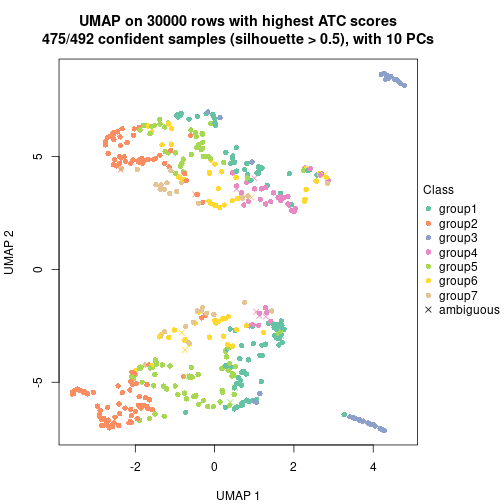 UMAP on 30000 rows with highest ATC scores
475/492 confident samples (silhouette > 0.5), with 10 PCs
5
0
-5
UMAP 2
-2
0
2
4
UMAP 1
Class
group1
group2
group3
group4
group5
group6
group7
ambiguous